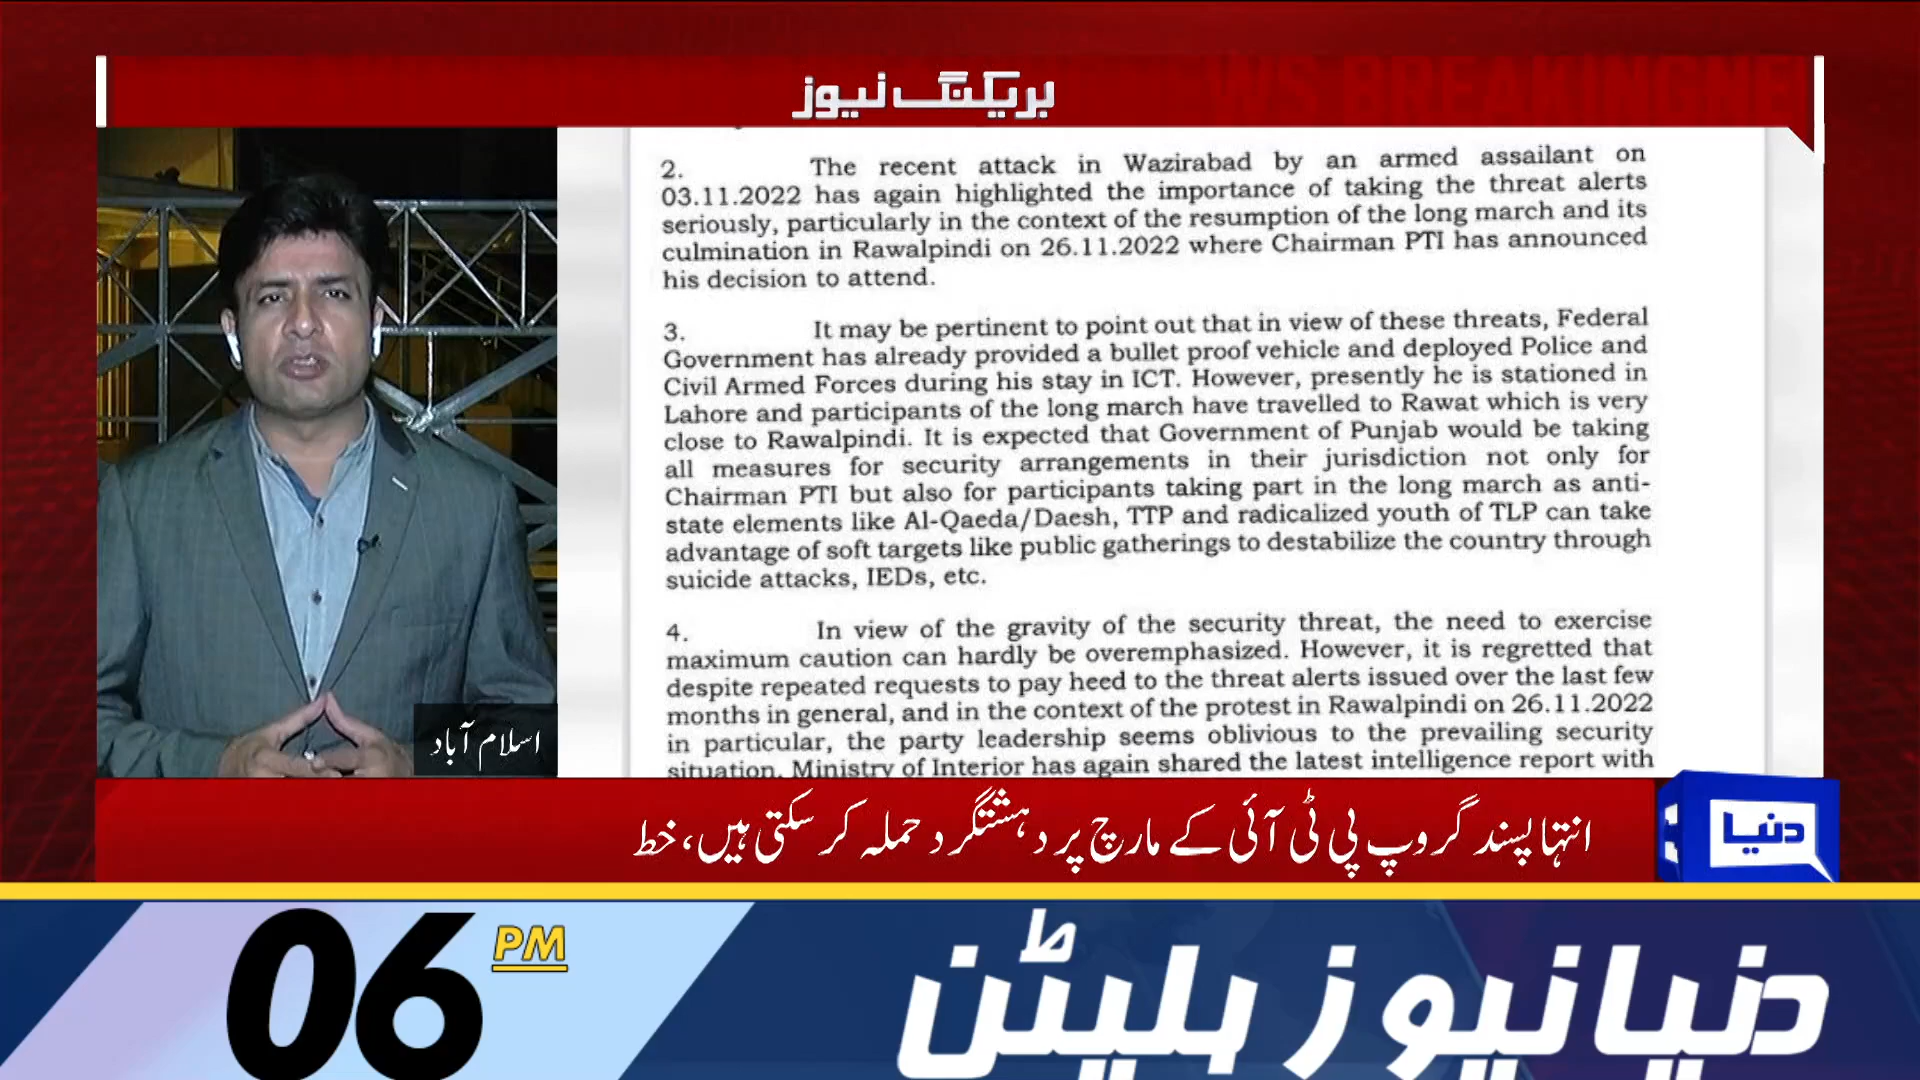 بریکنگ نیوز
WS BREAKINGNE
2. The recent attack in Wazirabad by an armed assailant on
03.11.2022 has again highlighted the importance of taking the threat alerts
seriously, particularly in the context of the resumption of the long march and its
culmination in Rawalpindi on 26.11.2022 where Chairman PTI has announced
his decision to attend.
3. It may be pertinent to point out that in view of these threats, Federal
Government has already provided a bullet proof vehicle and deployed Police and
Civil Armed Forces during his stay in ICT. However, presently he is stationed in
Lahore and participants of the long march have travelled to Rawat which is very
close to Rawalpindi. It is expected that Government of Punjab would be taking
all measures for security arrangements in their jurisdiction not only for
Chairman PTI but also for participants taking part in the long march as anti-
state elements like Al-Qaeda/Daesh, TTP and radicalized youth of TLP can take
advantage of soft targets like public gatherings to destabilize the country through
suicide attacks, IEDs, etc.
4. In view of the gravity of the security threat, the need to exercise
maximum caution can hardly be overemphasized. However, it is regretted that
despite repeated requests to pay heed to the threat alerts issued over the last few
months in general, and in the context of the protest in Rawalpindi on 26.11.2022
in particular, the party leadership seems oblivious to the prevailing security
situation. Ministry of Interior has again shared the latest intelligence report with
اسلام آباد
انتہا پسند گروپ پی ٹی آئی کے مارچ پر دہشتگرد حملہ کر سکتی ہیں، خط
دنیا
06 PM
دنیا نیوز بلیٹن